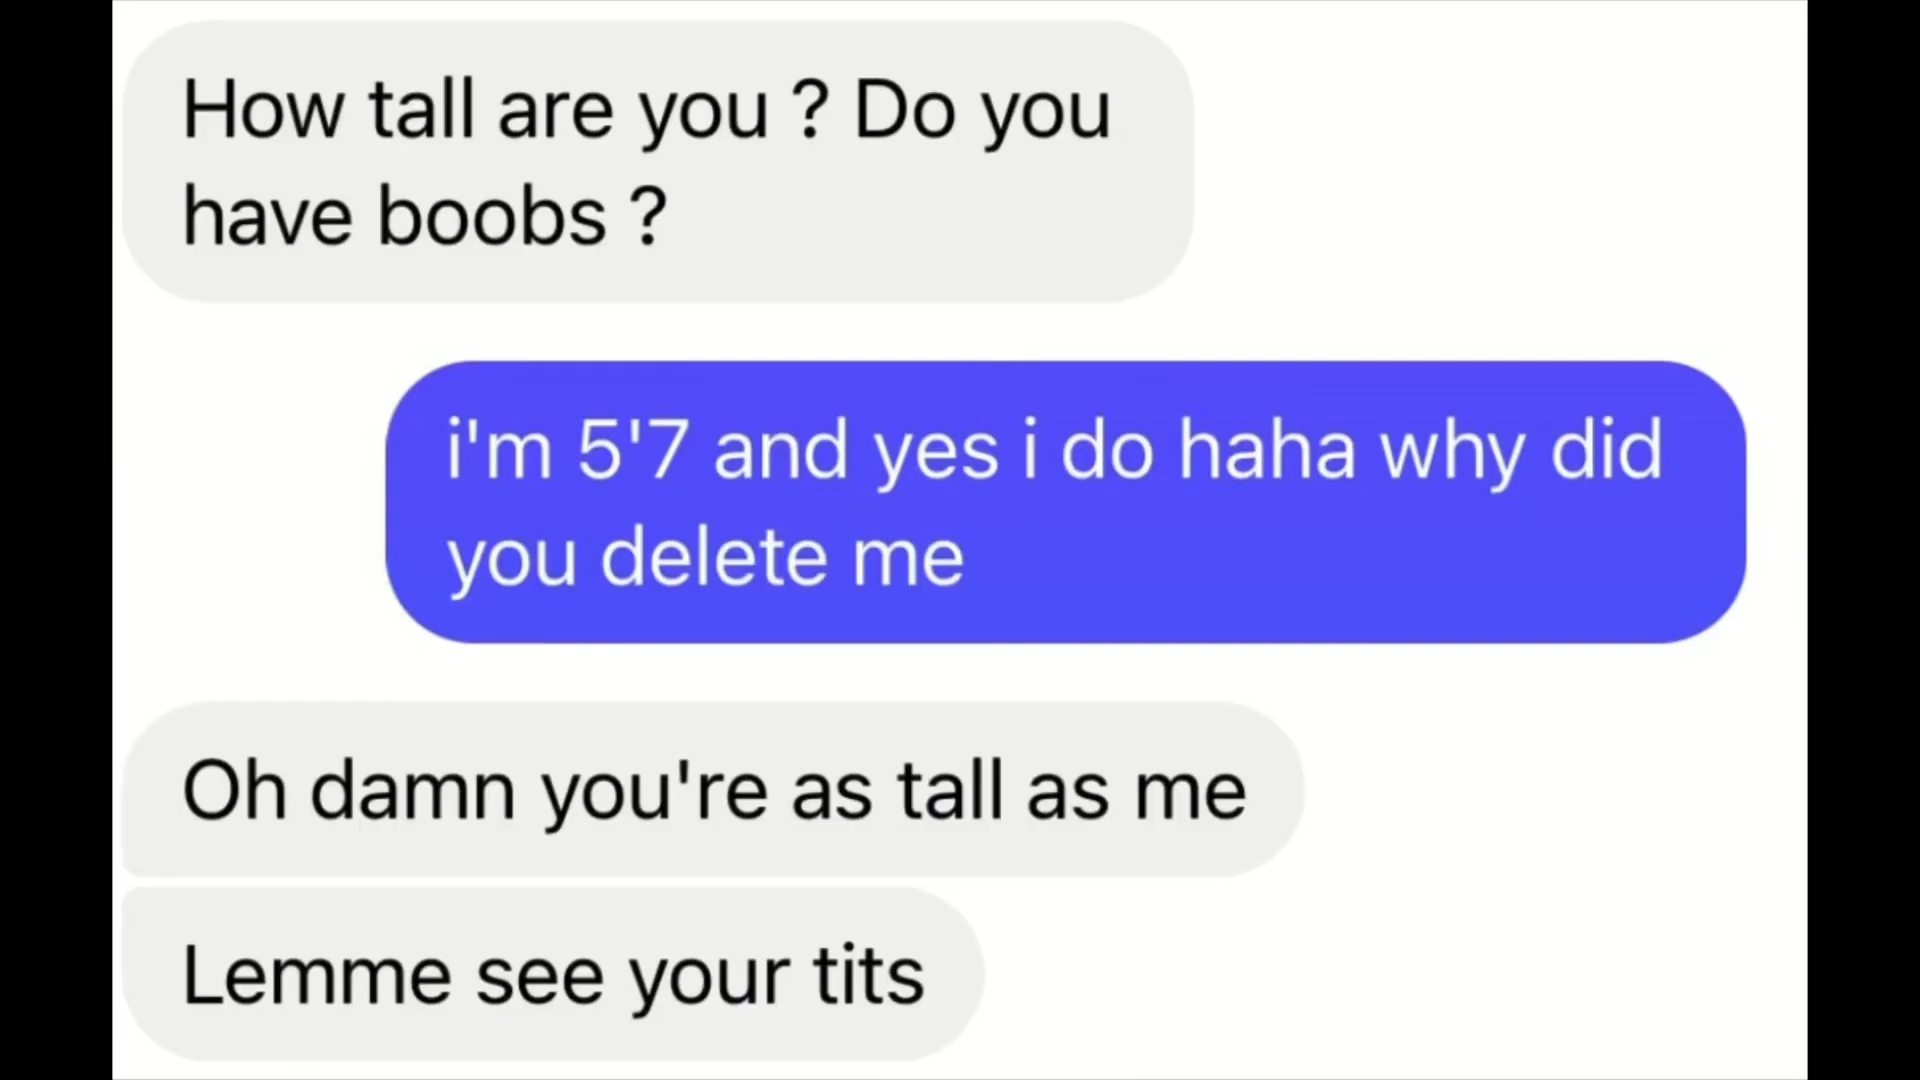 How tall are you ? Do you
have boobs ?
i'm 5'7 and yes i do haha why did
you delete me
Oh damn you're as tall as me
Lemme see your tits